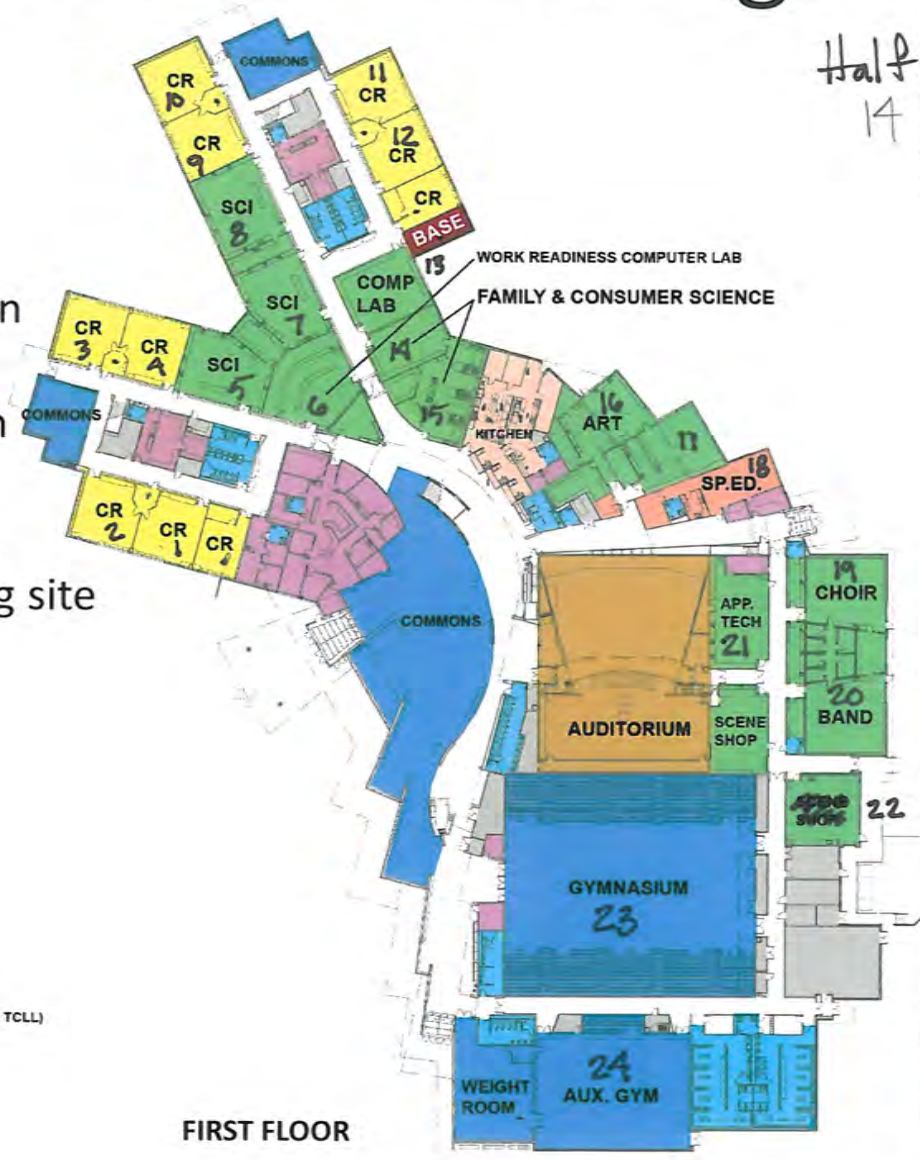 g
Half
14
COMMONS
CR
10
11
CR
CR
9
12
CR
SCI
8
CR
BASE
13
WORK READINESS COMPUTER LAB
COMP
LAB
FAMILY & CONSUMER SCIENCE
n
SCI
7
CR
3
CR
4
14
SCI
5
6
15
16
ART
17
COMMONS
n
KITCHEN
18
SP.ED.
CR
2
CR
1
CR
g site
19
CHOIR
COMMONS
APP.
TECH
21
20
BAND
AUDITORIUM
SCENE
SHOP
22
GYMNASIUM
23
TCLL)
24
WEIGHT
ROOM
AUX. GYM
FIRST FLOOR